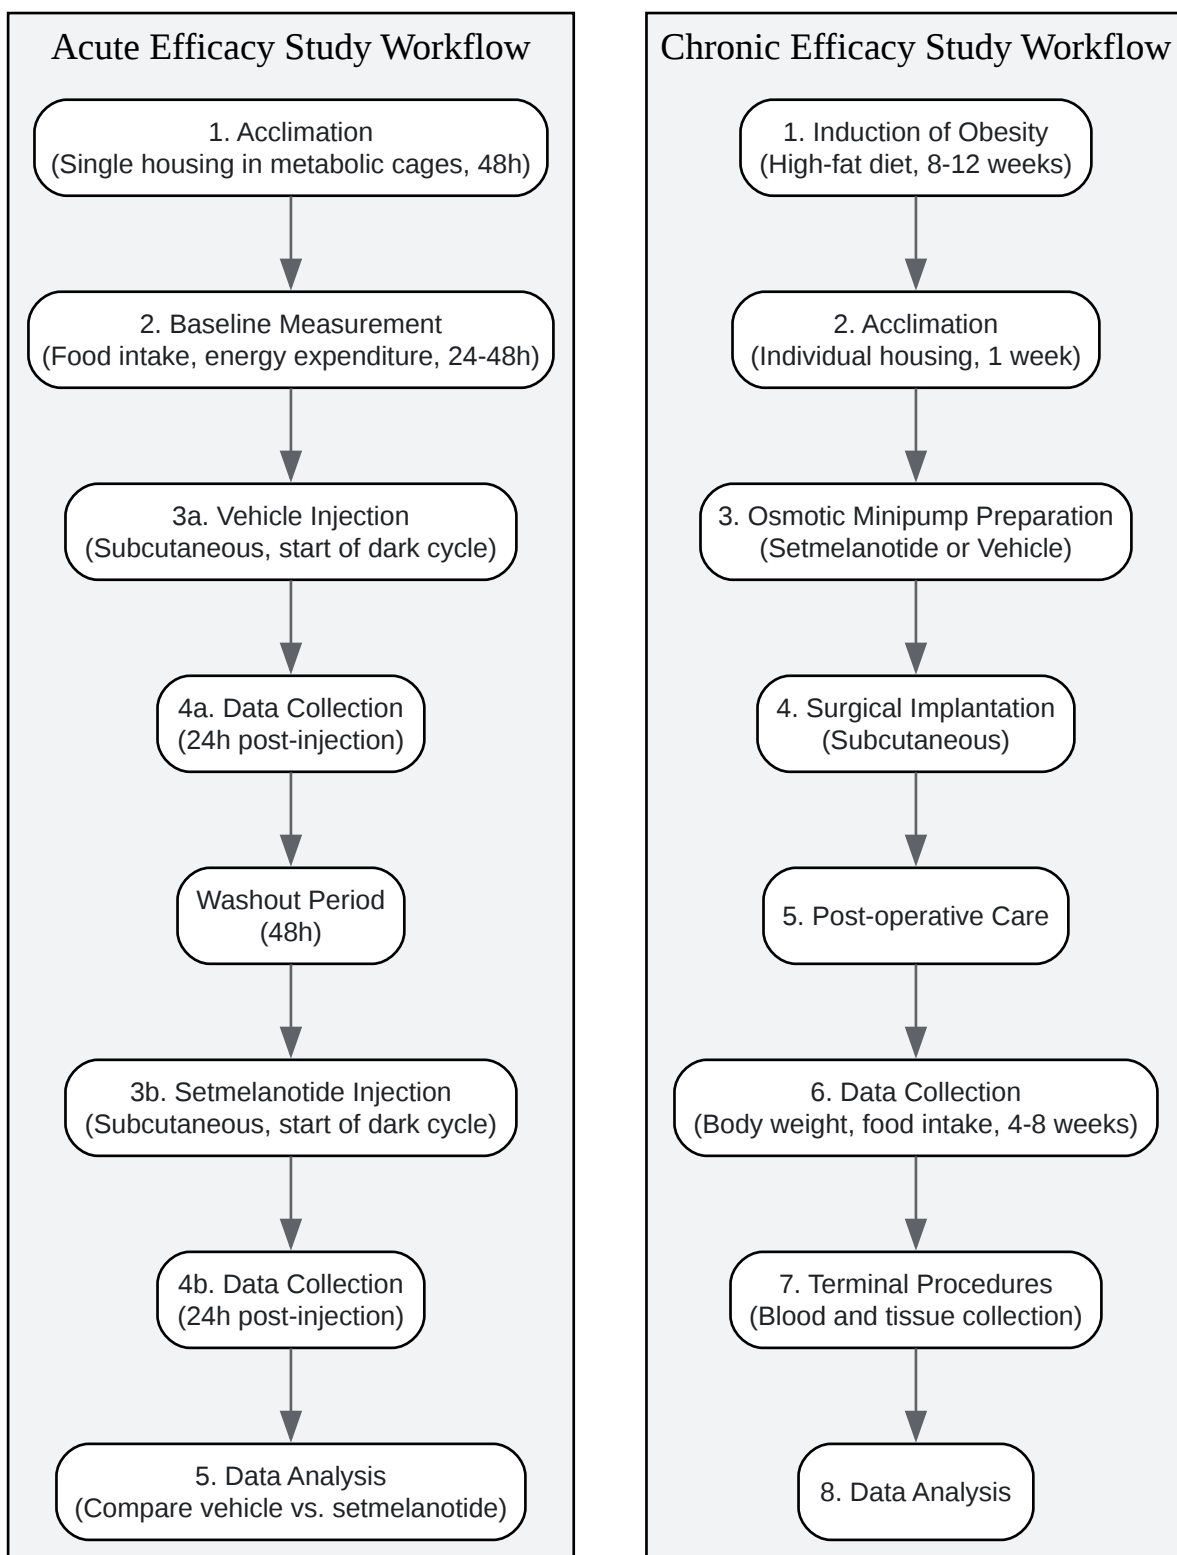 Acute Efficacy Study Workflow
1. Acclimation
(Single housing in metabolic cages, 48h)
2. Baseline Measurement
(Food intake, energy expenditure, 24-48h)
3a. Vehicle Injection
(Subcutaneous, start of dark cycle)
4a. Data Collection
(24h post-injection)
Washout Period
(48h)
3b. Setmelanotide Injection
(Subcutaneous, start of dark cycle)
4b. Data Collection
(24h post-injection)
5. Data Analysis
(Compare vehicle vs. setmelanotide)
Chronic Efficacy Study Workflow
1. Induction of Obesity
(High-fat diet, 8-12 weeks)
2. Acclimation
(Individual housing, 1 week)
3. Osmotic Minipump Preparation
(Setmelanotide or Vehicle)
4. Surgical Implantation
(Subcutaneous)
5. Post-operative Care
6. Data Collection
(Body weight, food intake, 4-8 weeks)
7. Terminal Procedures
(Blood and tissue collection)
8. Data Analysis